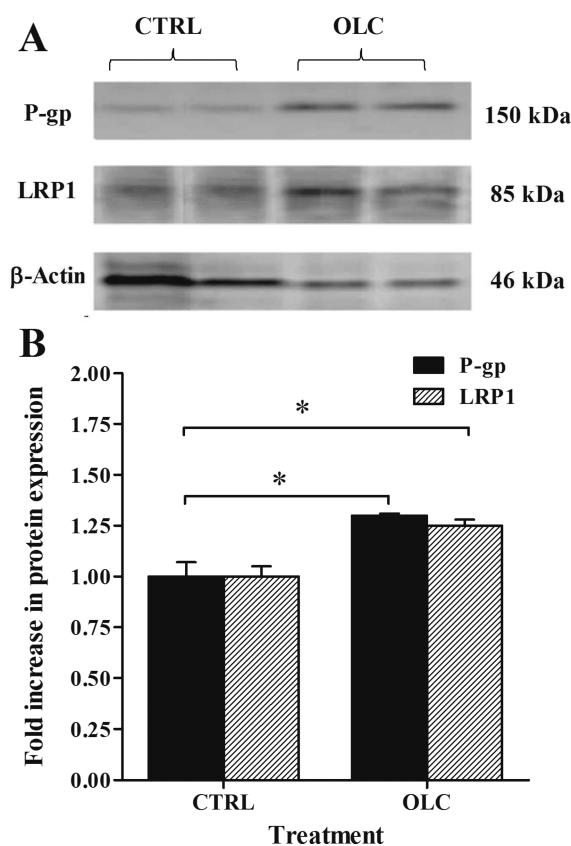 A
CTRL OLC
P-gp 150 kDa
LRP1 85 kDa
β-Actin 46 kDa
B
P-gp
LRP1
2.00
1.75
1.50
1.25
1.00
0.75
0.50
0.25
0.00
Fold increase in protein expression
*
*
CTRL OLC
Treatment